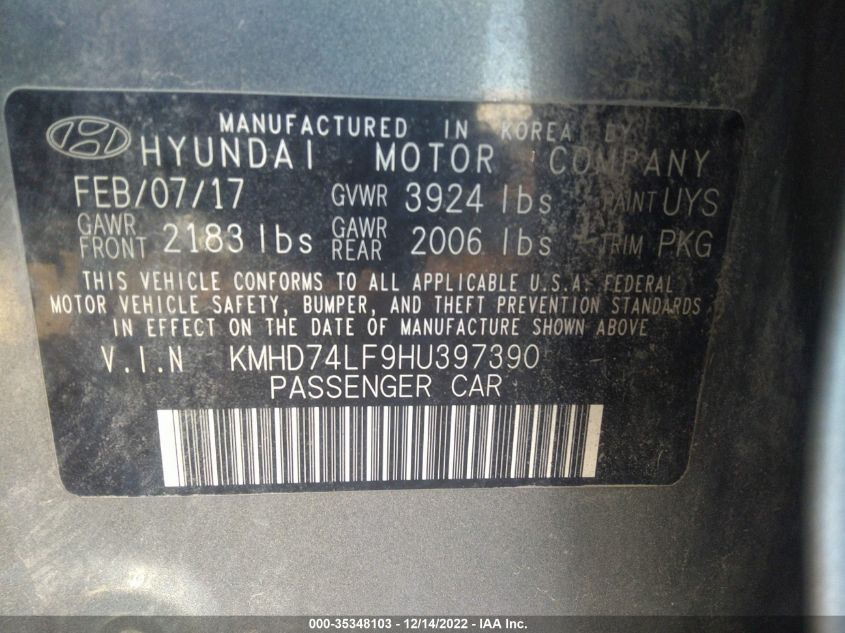 MANUFACTURED IN KOREA BY
HYUNDAI MOTOR COMPANY
FEB/07/17 GVWR 3924 lbs PAINT UYS
GAWR FRONT 2183 lbs GAWR REAR 2006 lbs TRIM PKG
THIS VEHICLE CONFORMS TO ALL APPLICABLE U.S.A. FEDERAL
MOTOR VEHICLE SAFETY, BUMPER, AND THEFT PREVENTION STANDARDS
IN EFFECT ON THE DATE OF MANUFACTURE SHOWN ABOVE
V.I.N KMHD74LF9HU397390
PASSENGER CAR
000-35348103 - 12/14/2022 - IAA Inc.